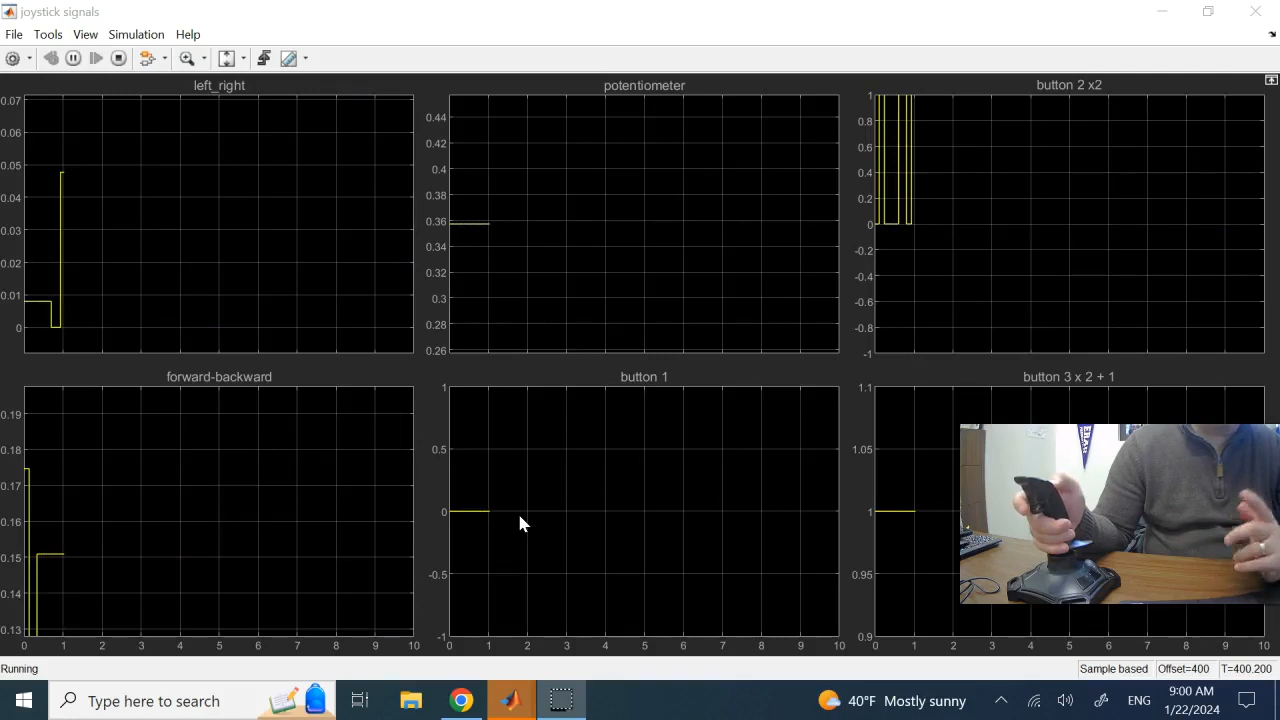 joystick signals
File Tools View Simulation Help
left_right
potentiometer
button 2 x2
0.07
0.06
0.05
0.04
0.03
0.02
0.01
0
0.44
0.42
0.4
0.38
0.36
0.34
0.32
0.3
0.28
0.26
1
0.8
0.6
0.4
0.2
0
-0.2
-0.4
-0.6
-0.8
-1
forward-backward
button 1
button 3 x 2 + 1
0.19
0.18
0.17
0.16
0.15
0.14
0.13
0 1 2 3 4 5 6 7 8 9 10
1
0.5
0
-0.5
-1
0 1 2 3 4 5 6 7 8 9 10
1.1
1.05
1
0.95
0.9
0 1 2 3 4 5 6 7 8 9 10
Running
Sample based Offset=400 T=400.200
Type here to search
40°F Mostly sunny
ENG
9:00 AM
1/22/2024